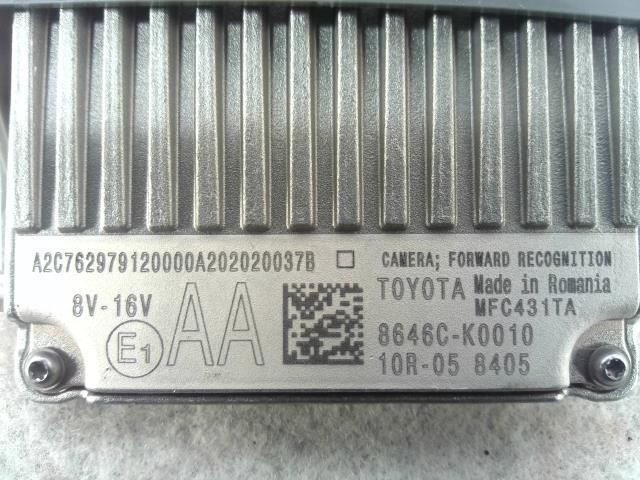 A2C762979120000A202020037B
CAMERA; FORWARD RECOGNITION
8V-16V
AA
E1
TOYOTA Made in Romania
MFC431TA
8646C-K0010
10R-05 8405